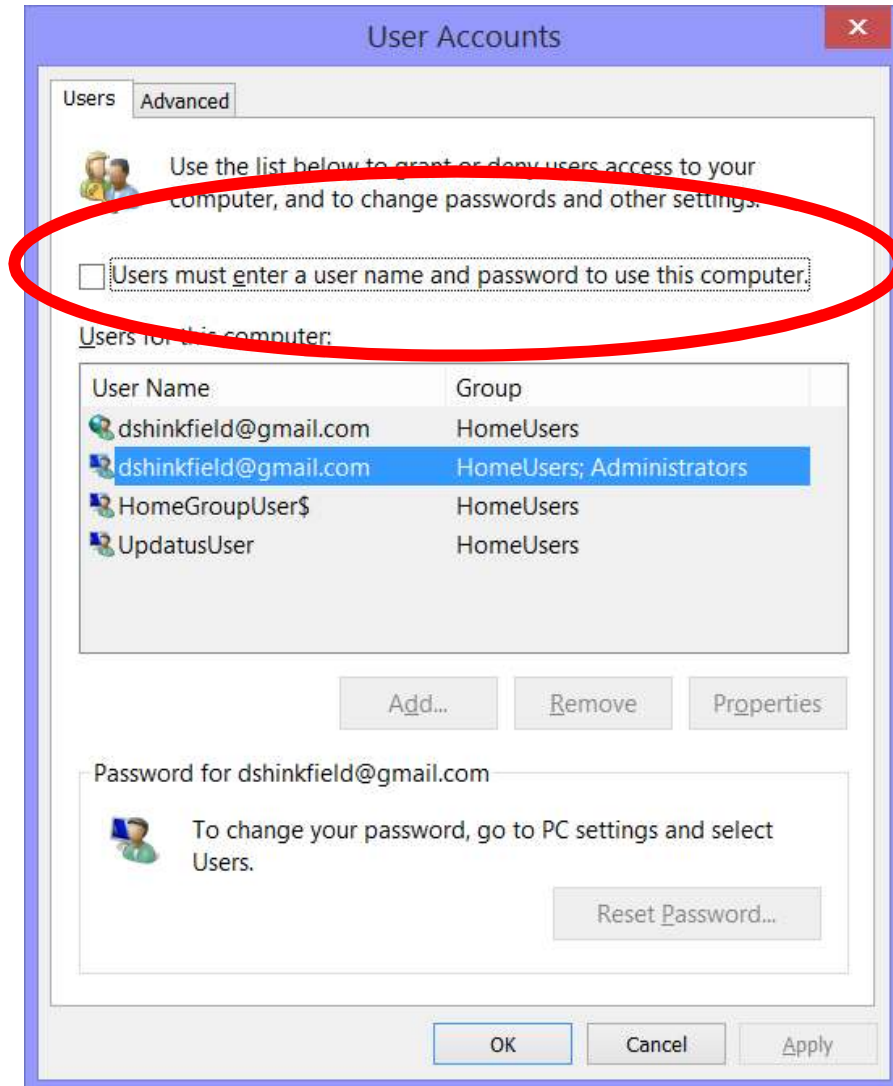 User Accounts
Users Advanced
Use the list below to grant or deny users access to your
computer, and to change passwords and other settings.
Users must enter a user name and password to use this computer.
Users for this computer:
User Name Group
dshinkfield@gmail.com HomeUsers
dshinkfield@gmail.com HomeUsers; Administrators
HomeGroupUser$ HomeUsers
UpdatusUser HomeUsers
Add... Remove Properties
Password for dshinkfield@gmail.com
To change your password, go to PC settings and select
Users.
Reset Password...
OK Cancel Apply